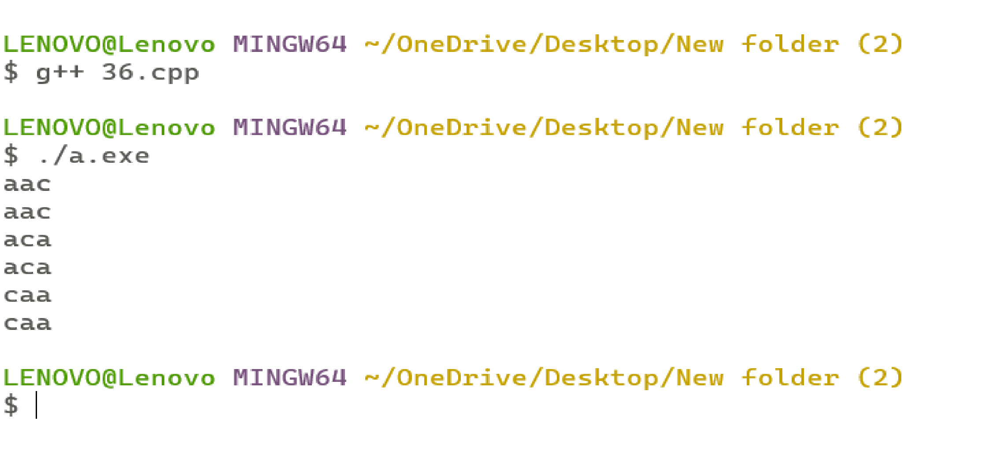 LENOVO@Lenovo MINGW64 ~/OneDrive/Desktop/New folder (2)
$ g++ 36.cpp
LENOVO@Lenovo MINGW64 ~/OneDrive/Desktop/New folder (2)
$ ./a.exe
aac
aac
aca
aca
caa
caa
LENOVO@Lenovo MINGW64 ~/OneDrive/Desktop/New folder (2)
$